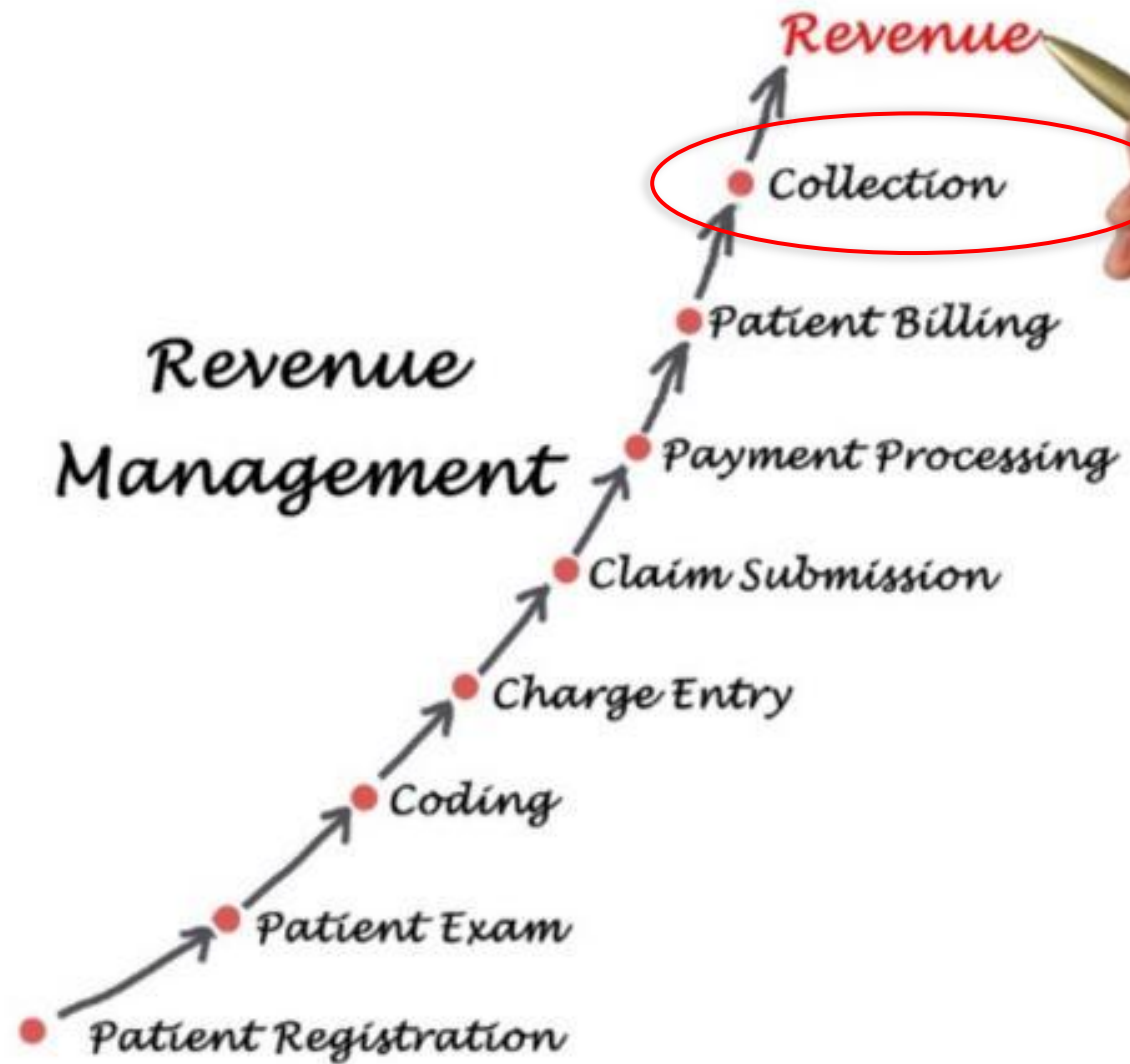 Revenue
Collection
Patient Billing
Revenue
Management
Payment Processing
Claim Submission
Charge Entry
Coding
Patient Exam
Patient Registration